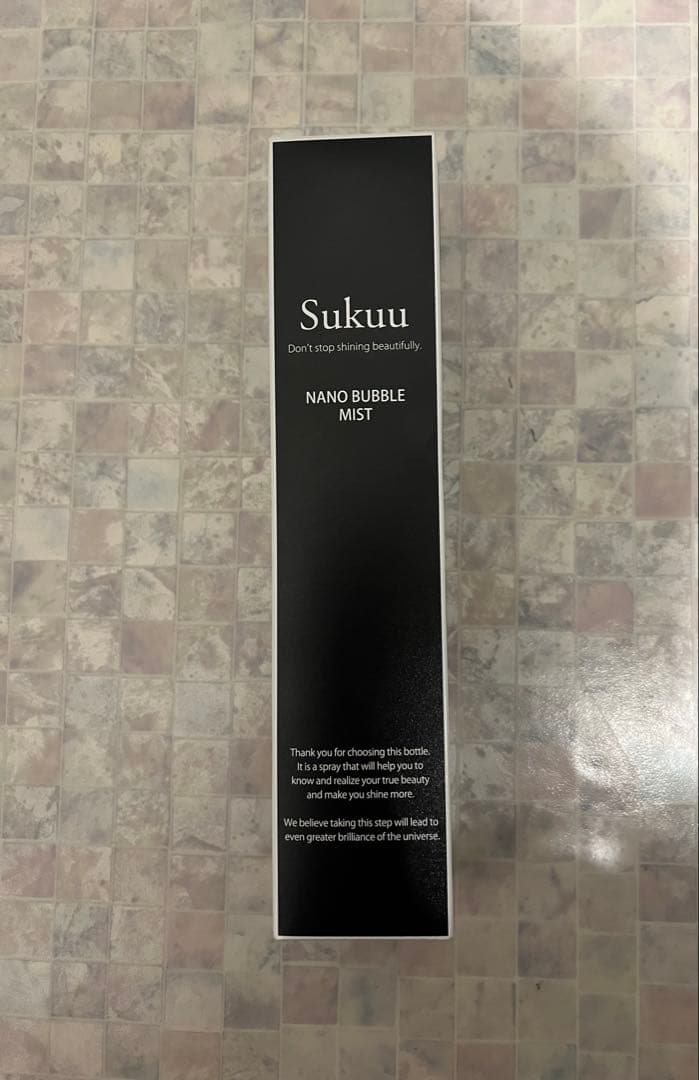 Sukuu
Don't stop shining beautifully.
NANO BUBBLE
MIST
Thank you for choosing this bottle.
It is a spray that will help you to
know and realize your true beauty
and make you shine more.
We believe taking this step will lead to
even greater brilliance of the universe.